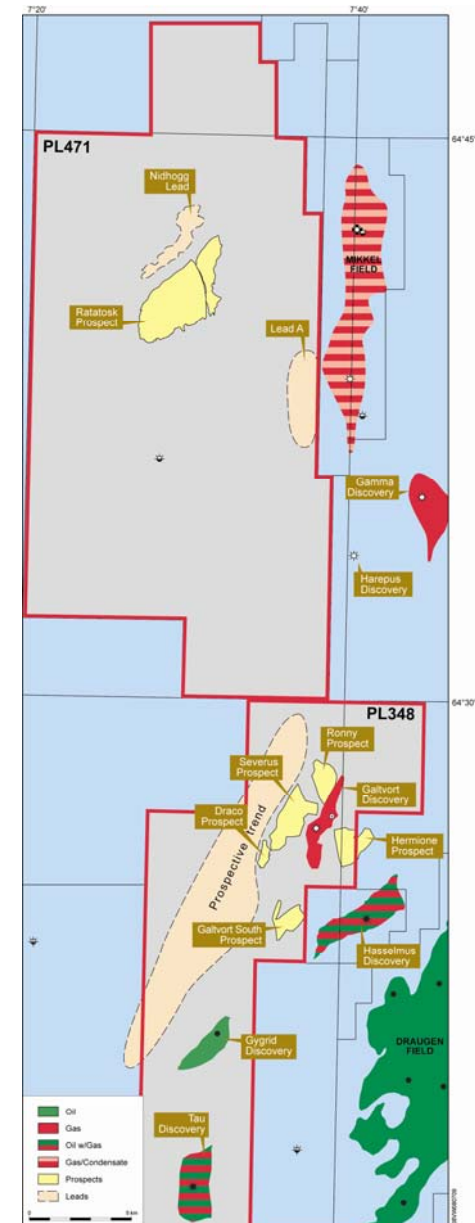 7°20'
7°40'
64°45'
PL471
Nidhogg
Lead
MIKKEL
FIELD
Ratatosk
Prospect
Lead A
Gamma
Discovery
Harepus
Discovery
64°30'
PL348
Ronny
Prospect
Severus
Prospect
Galtvort
Discovery
Draco
Prospect
Prospective trend
Hermione
Prospect
Galtvort South
Prospect
Hasselmus
Discovery
Gygrid
Discovery
DRAUGEN
FIELD
Tau
Discovery
Oil
Gas
Oil w/Gas
Gas/Condensate
Prospects
Leads
0